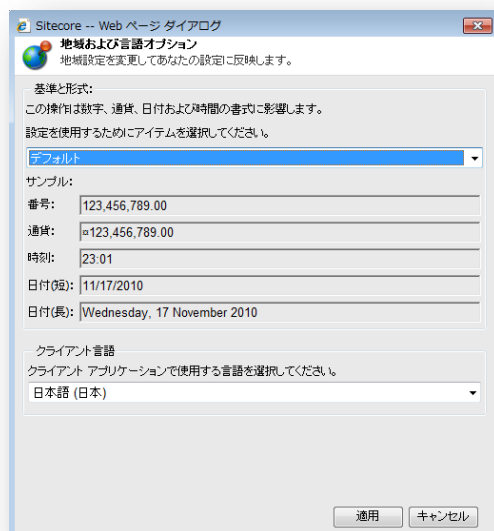 Sitecore -- Web ページ ダイアログ
地域および言語オプション
地域設定を変更してあなたの設定に反映します。
基準と形式:
この操作は数字、通貨、日付および時間の書式に影響します。
設定を使用するためにアイテムを選択してください。
デフォルト
サンプル:
番号: 123,456,789.00
通貨: ¤123,456,789.00
時刻: 23:01
日付(短): 11/17/2010
日付(長): Wednesday, 17 November 2010
クライアント言語
クライアント アプリケーションで使用する言語を選択してください。
日本語 (日本)
適用 キャンセル